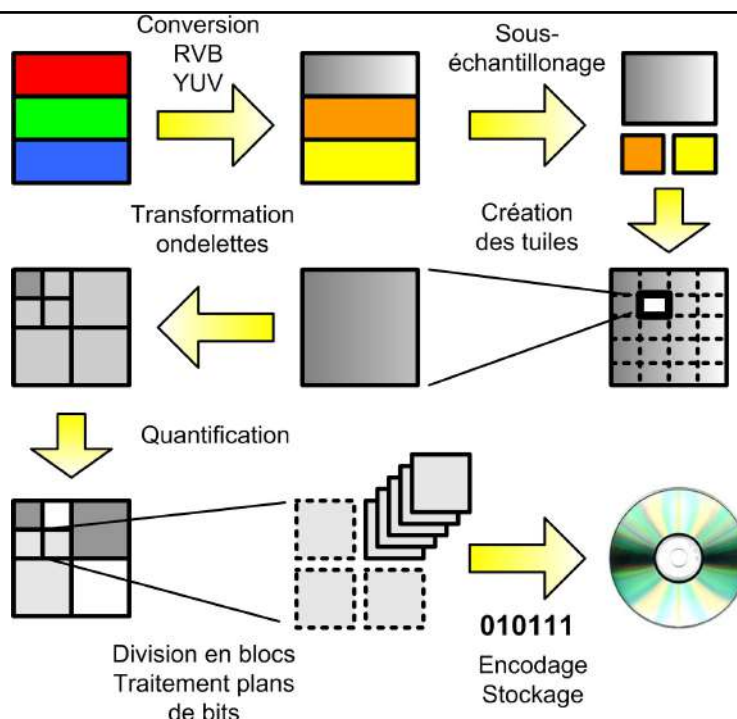 Conversion
RVB
YUV
Sous-
échantillonage
Transformation
ondelettes
Création
des tuiles
Quantification
Division en blocs
Traitement plans
de bits
010111
Encodage
Stockage